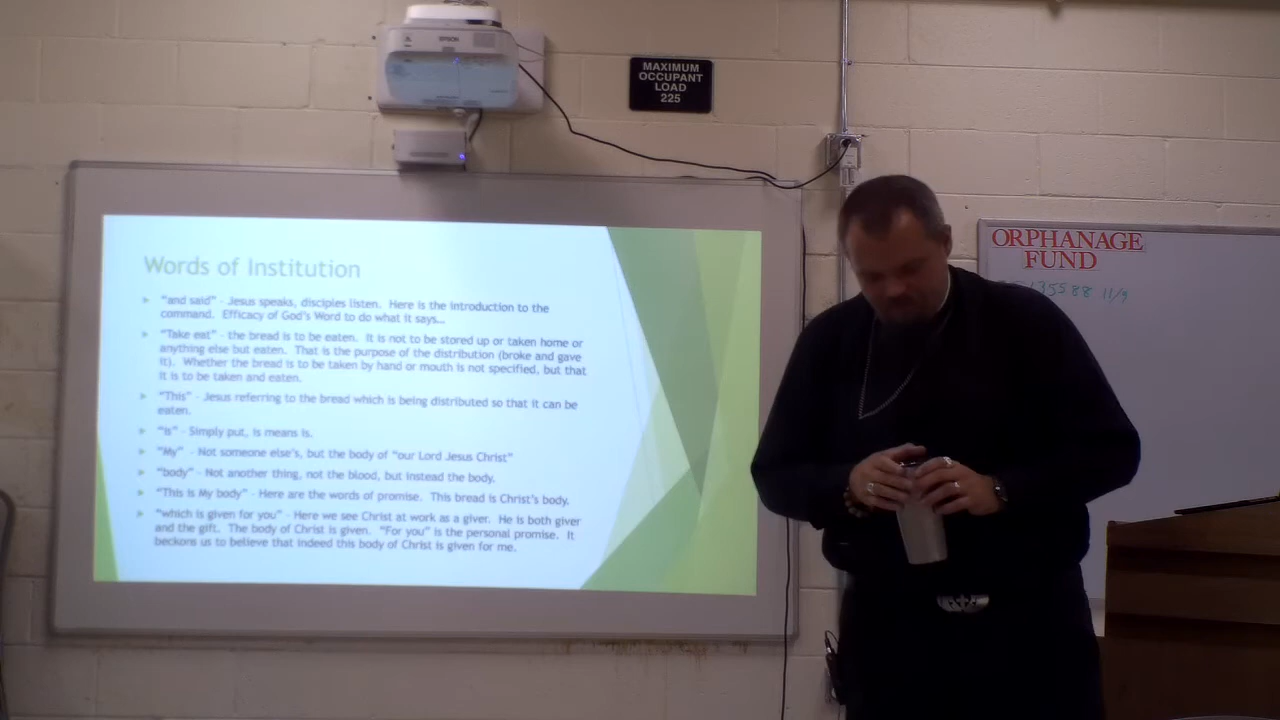 EPSON
MAXIMUM
OCCUPANT
LOAD
225
ORPHANAGE
FUND
135588 11/9
Words of Institution
"and said" - Jesus speaks, disciples listen. Here is the introduction to the
command. Efficacy of God's Word to do what it says...
"Take eat" - the bread is to be eaten. It is not to be stored up or taken home or
anything else but eaten. That is the purpose of the distribution (broke and gave
it). Whether the bread is to be taken by hand or mouth is not specified, but that
it is to be taken and eaten.
"This" - Jesus referring to the bread which is being distributed so that it can be
eaten.
"is" - Simply put, is means is.
"My" - Not someone else's, but the body of "our Lord Jesus Christ"
"body" - Not another thing, not the blood, but instead the body.
"This is My body" - Here are the words of promise. This bread is Christ's body.
"which is given for you" - Here we see Christ at work as a giver. He is both giver
and the gift. The body of Christ is given. "For you" is the personal promise. It
beckons us to believe that indeed this body of Christ is given for me.